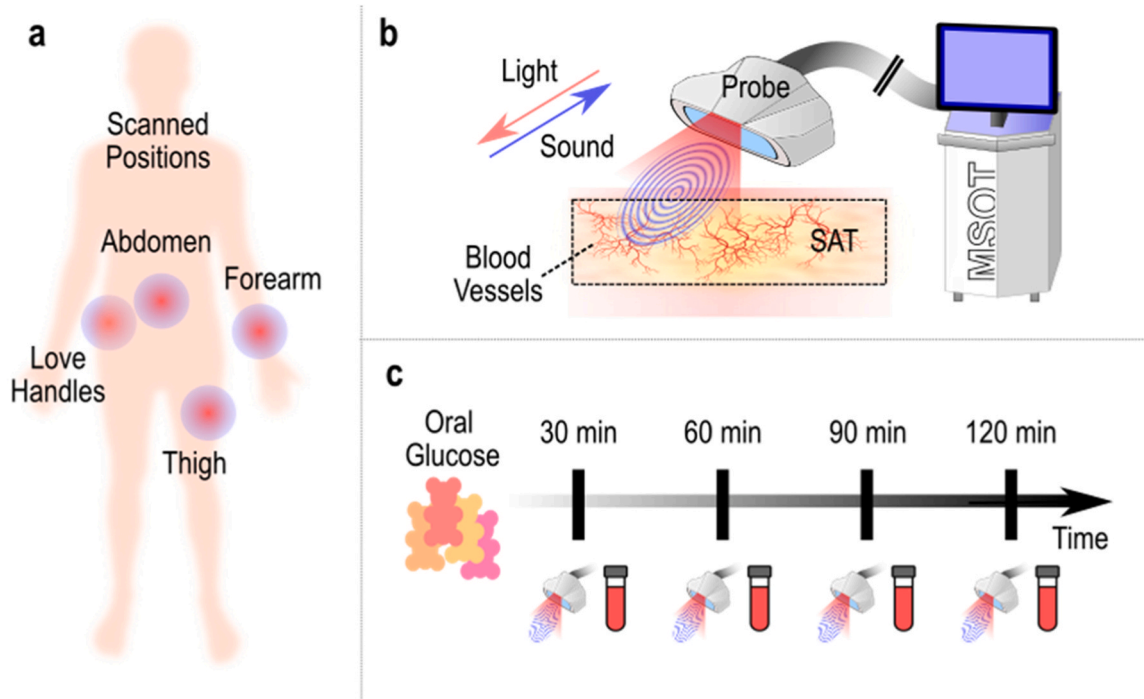 a
Scanned
Positions
Abdomen
Forearm
Love
Handles
Thigh
b
Light
Sound
Probe
Blood
Vessels
SAT
MSOT
c
Oral
Glucose
30 min
60 min
90 min
120 min
Time